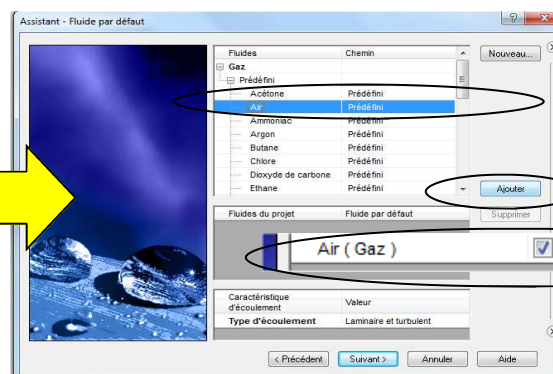 Assistant - Fluide par défaut
Fluides Chemin
Nouveau...
Gaz
Prédéfini
Acétone Prédéfini
Air Prédéfini
Ammoniac Prédéfini
Argon Prédéfini
Butane Prédéfini
Chlore Prédéfini
Dioxyde de carbone Prédéfini
Ethane Prédéfini
Ajouter
Fluides du projet Fluide par défaut
Supprimer
Air ( Gaz )
Caractéristique d'écoulement Valeur
Type d'écoulement Laminaire et turbulent
< Précédent Suivant > Annuler Aide